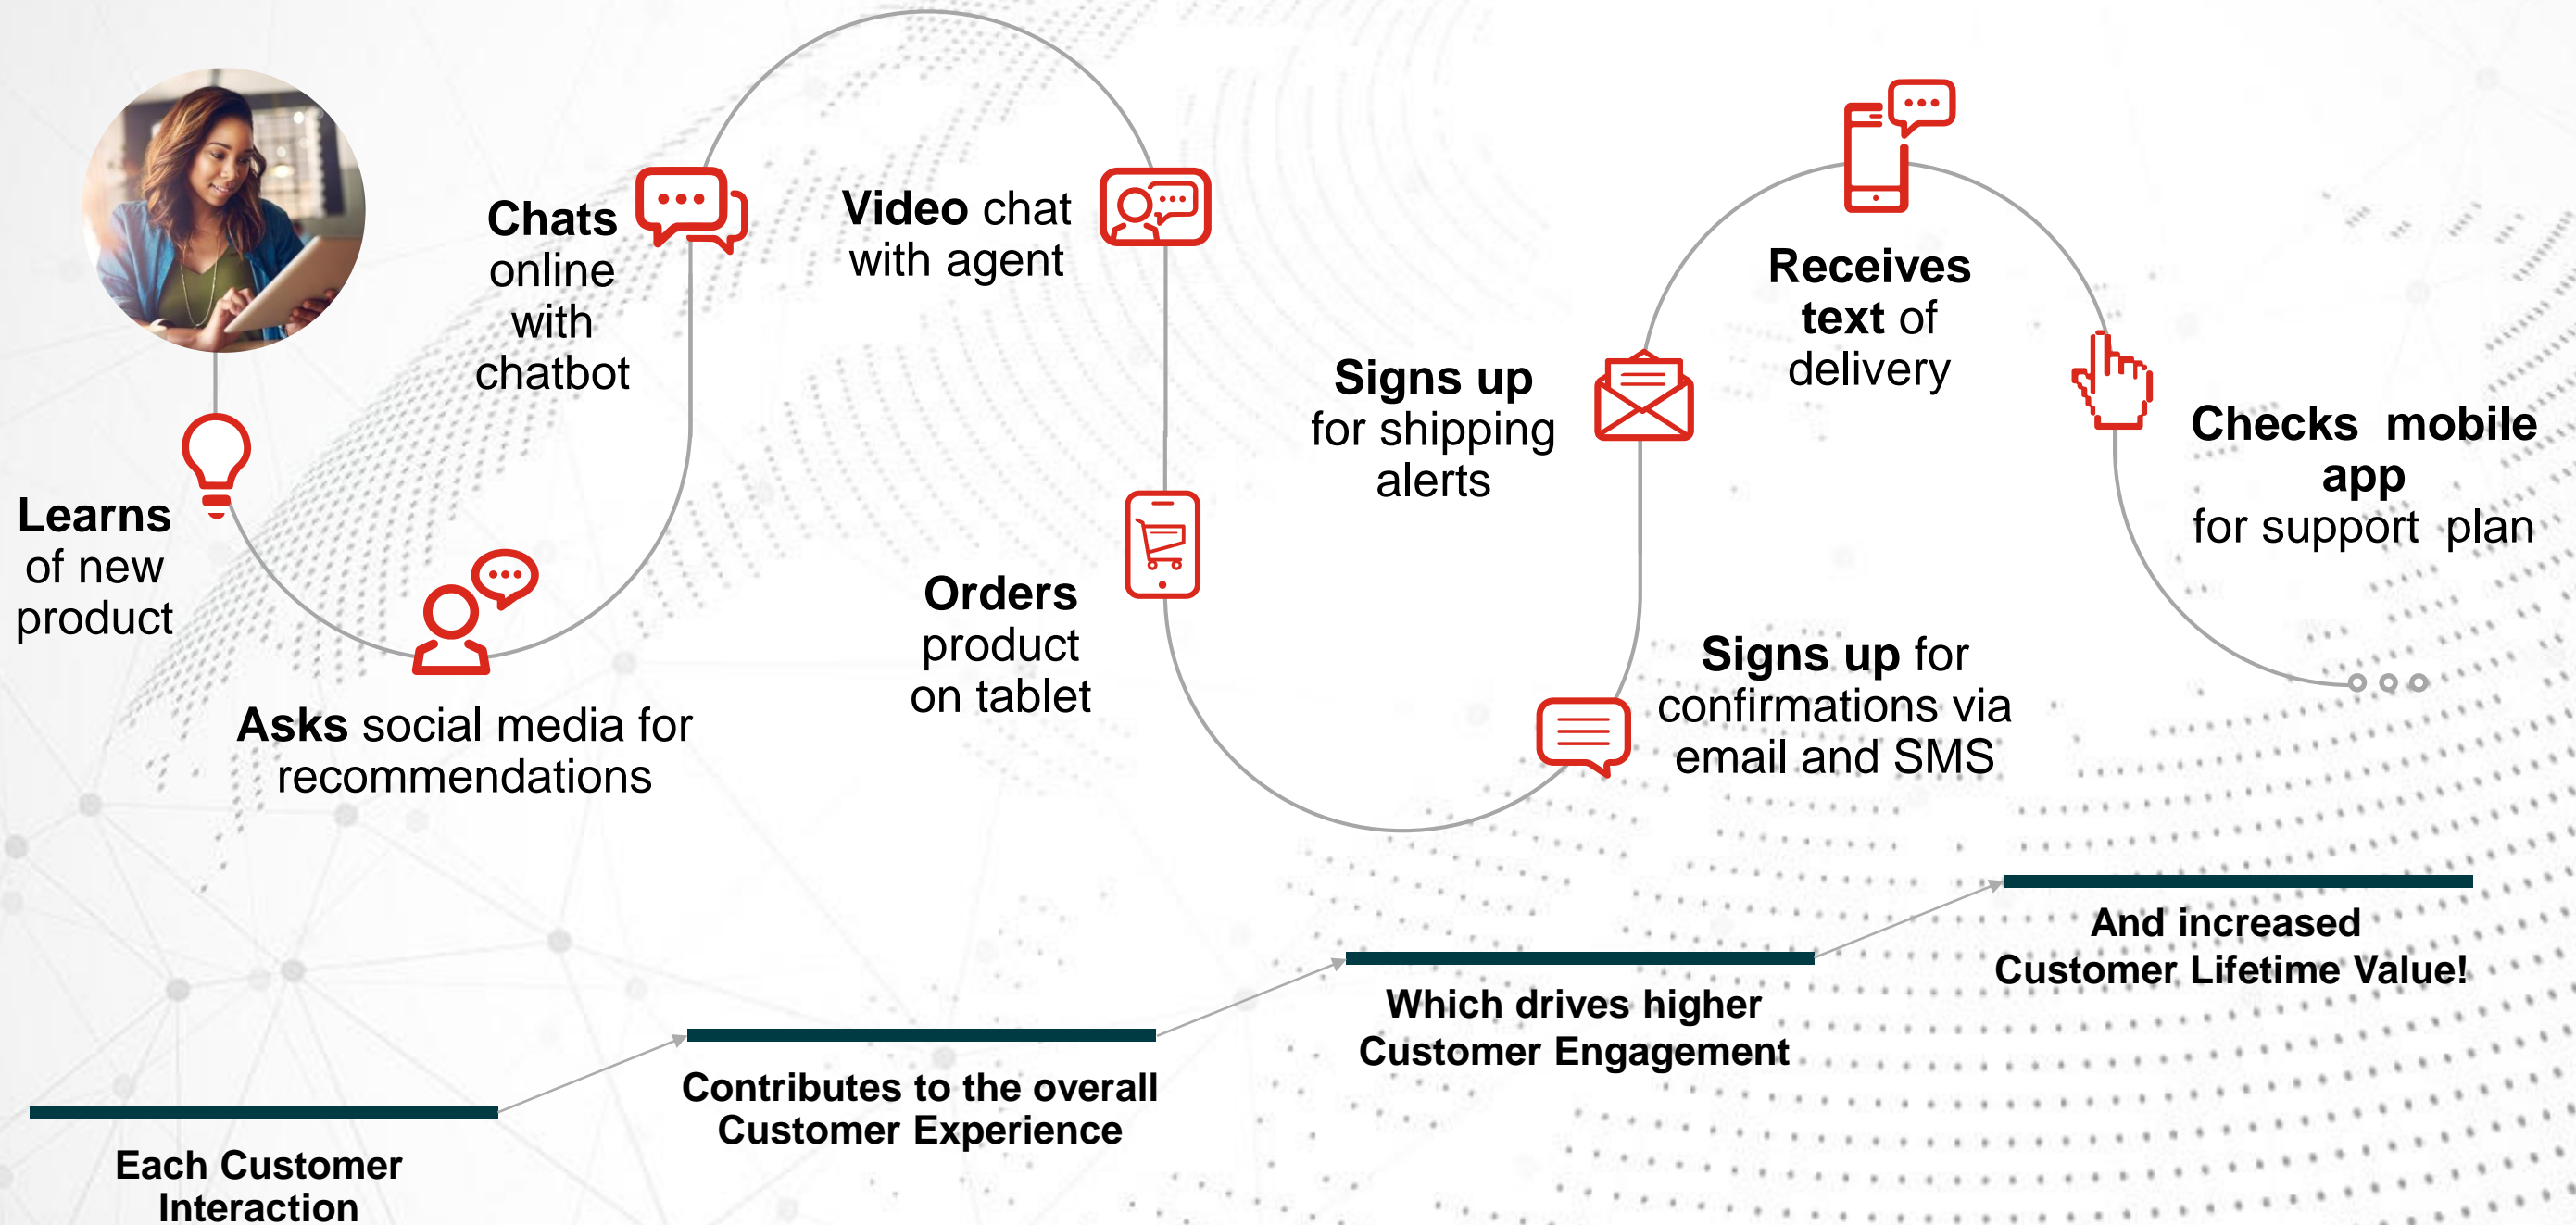 Learns
of new
product
Asks social media for
recommendations
Chats
online
with
chatbot
Video chat
with agent
Orders
product
on tablet
Signs up for
confirmations via
email and SMS
Signs up
for shipping
alerts
Receives
text of
delivery
Checks mobile
app
for support plan
Each Customer
Interaction
Contributes to the overall
Customer Experience
Which drives higher
Customer Engagement
And increased
Customer Lifetime Value!